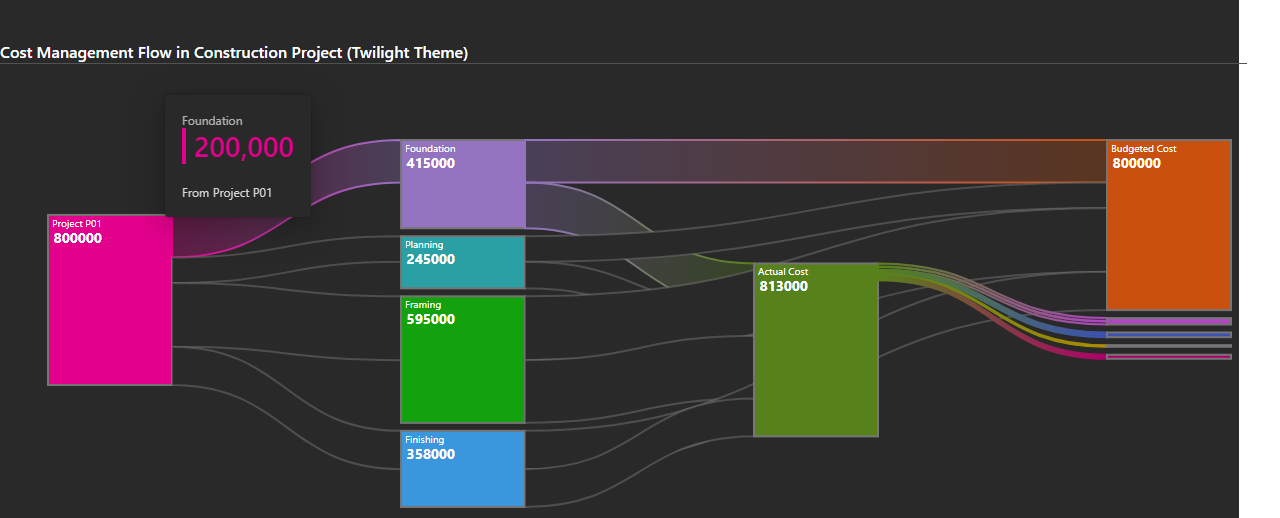 Cost Management Flow in Construction Project (Twilight Theme)
Foundation
200,000
From Project P01
Project P01
800000
Foundation
415000
Planning
245000
Framing
595000
Finishing
358000
Actual Cost
813000
Budgeted Cost
800000